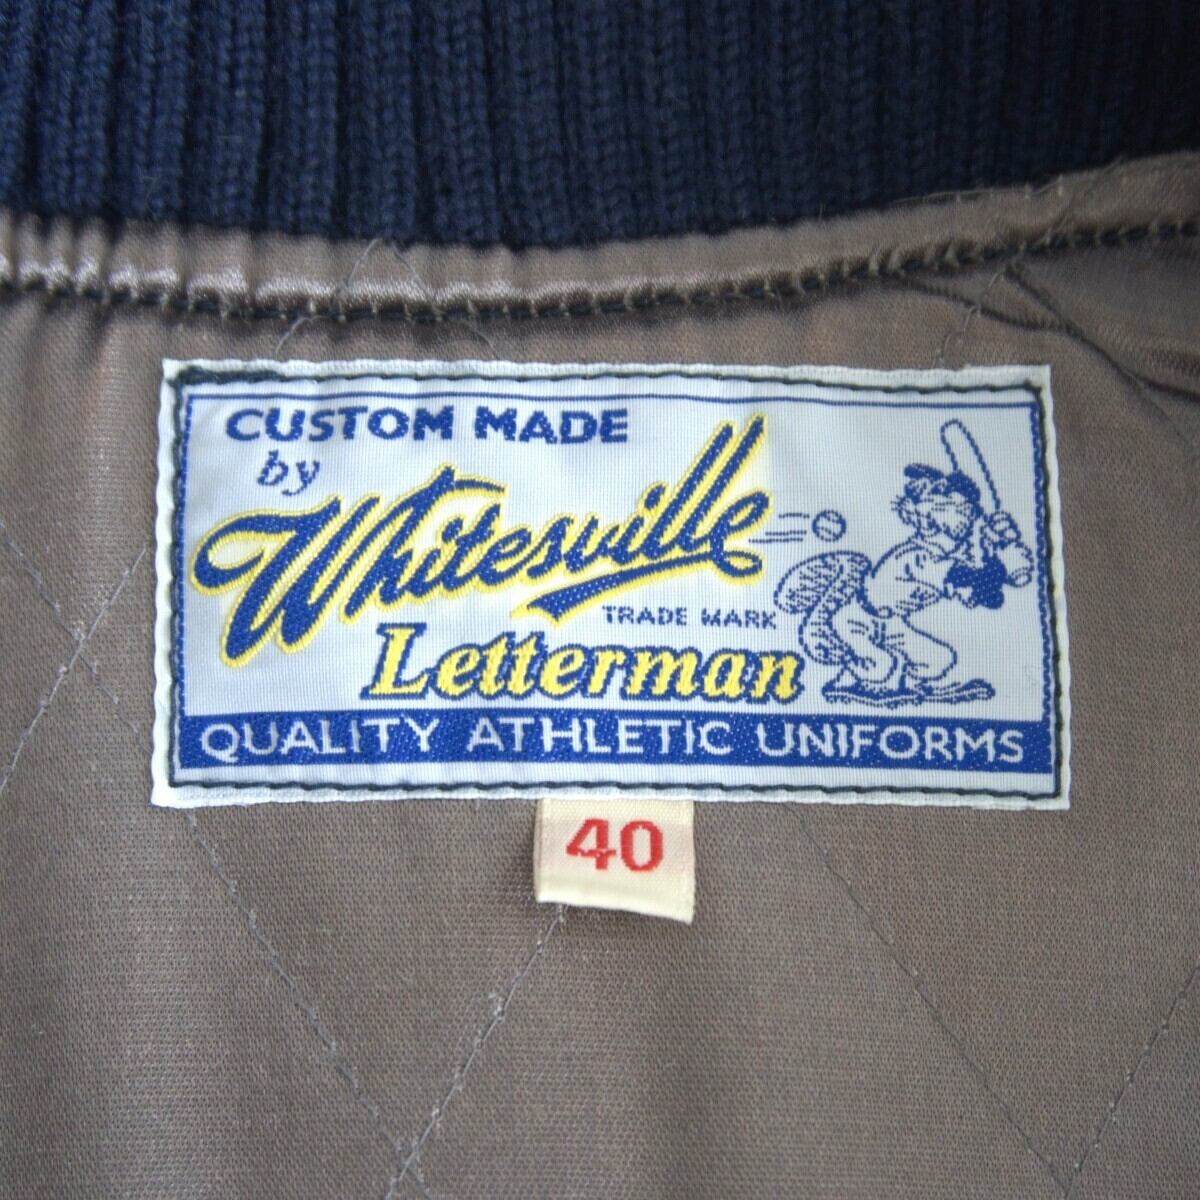 CUSTOM MADE
by
Whitesville
TRADE MARK
Letterman
QUALITY ATHLETIC UNIFORMS
40